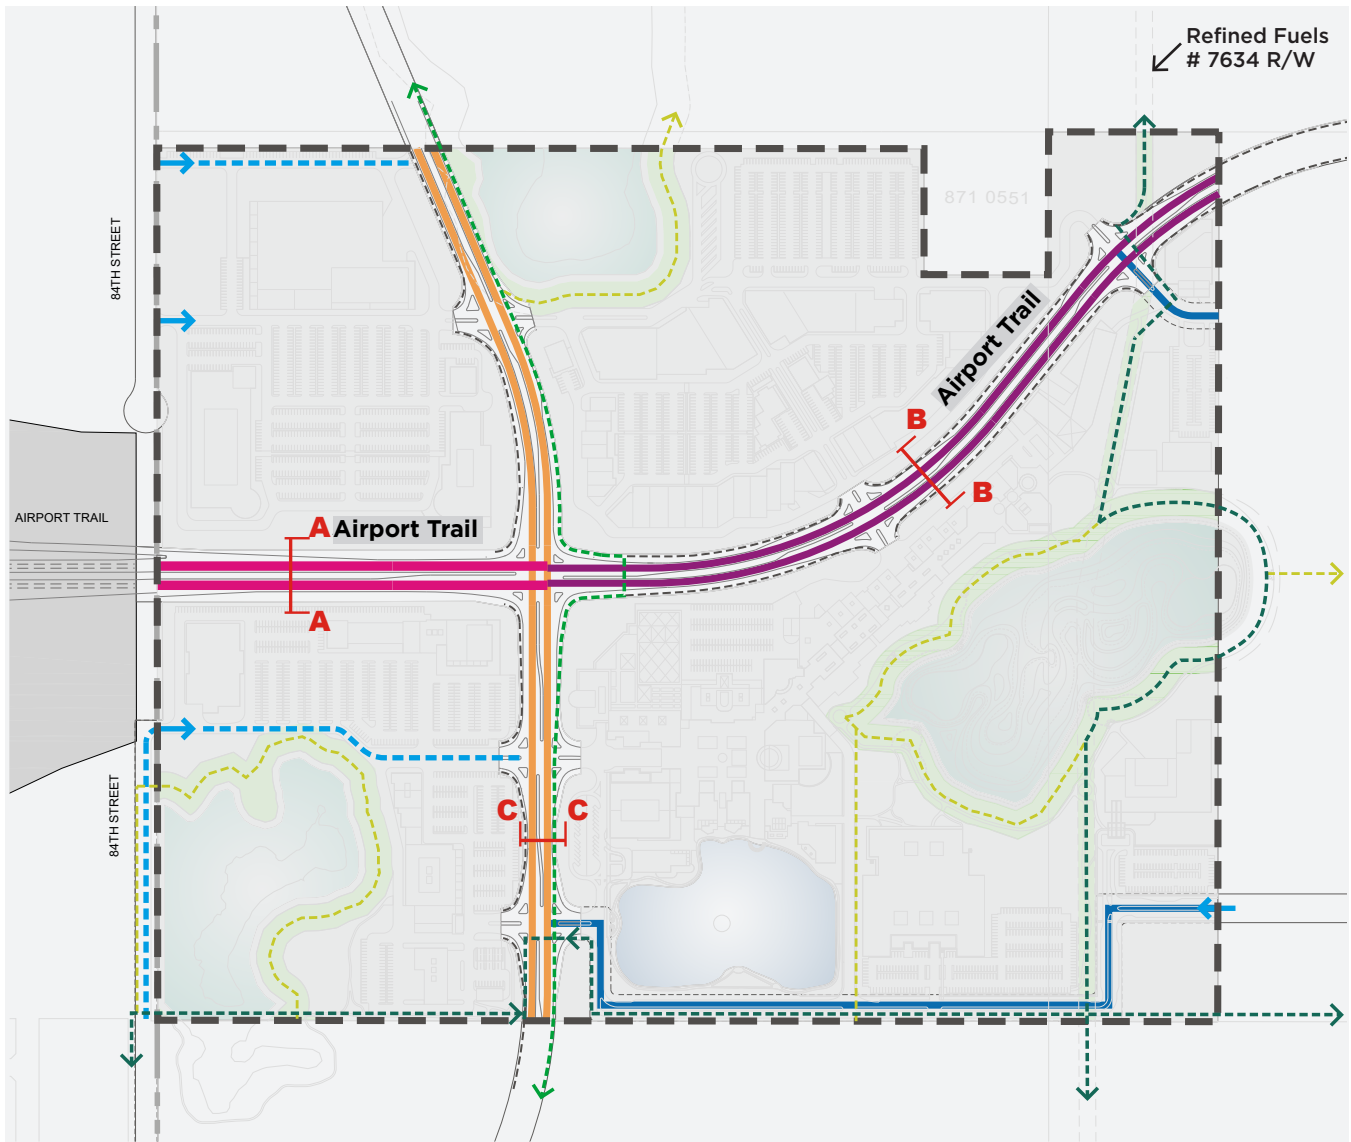 Refined Fuels
# 7634 R/W
871 0551
84TH STREET
Airport Trail
B
B
AIRPORT TRAIL
A
Airport Trail
A
84TH STREET
C
C